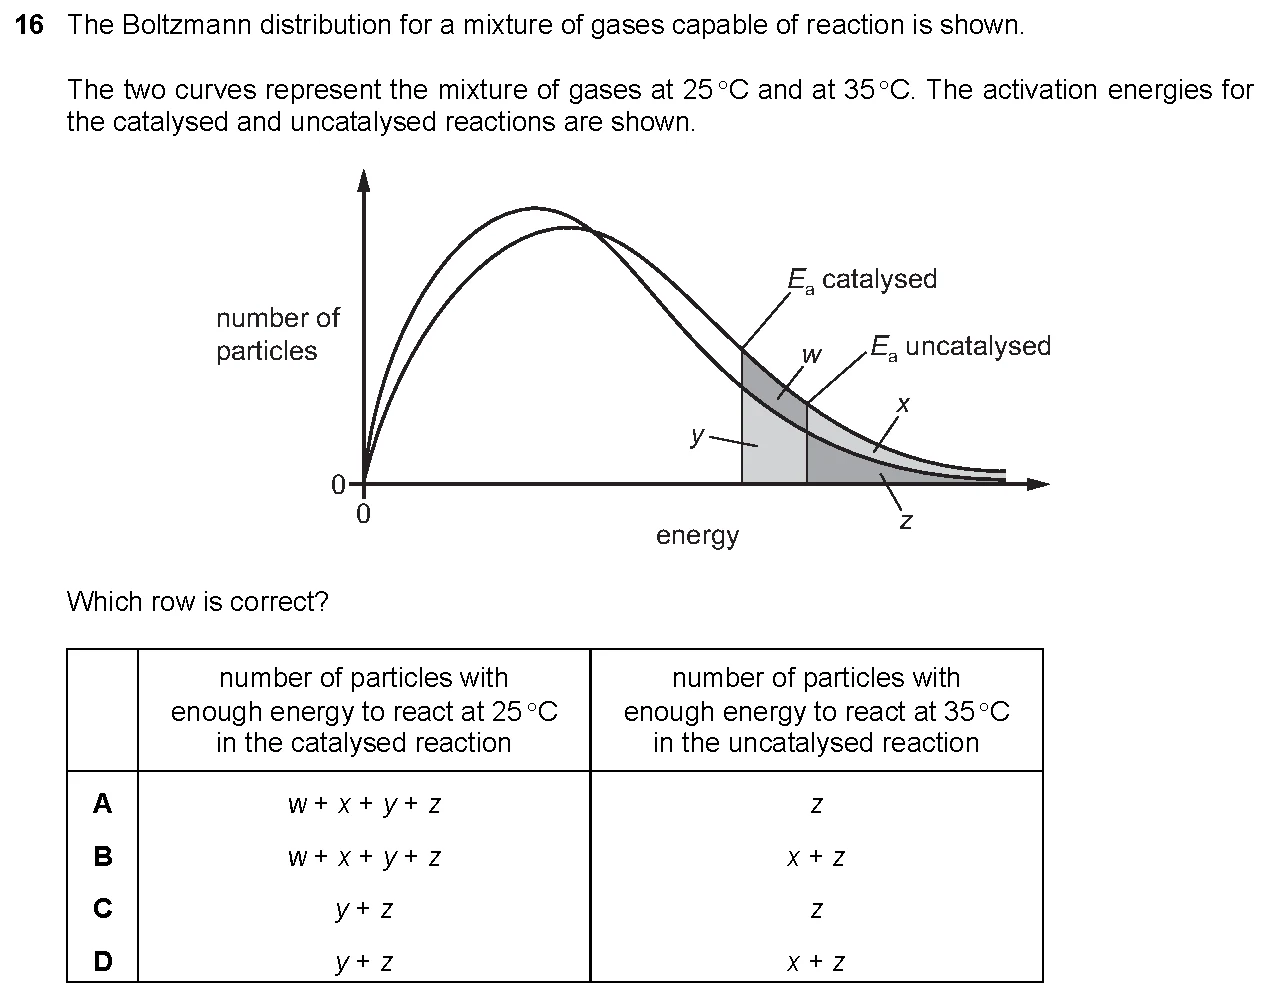 16 The Boltzmann distribution for a mixture of gases capable of reaction is shown.
The two curves represent the mixture of gases at 25 °C and at 35 °C. The activation energies for
the catalysed and uncatalysed reactions are shown.
Ea catalysed
number of
particles
w
Ea uncatalysed
x
y
0
0
z
energy
Which row is correct?
number of particles with
enough energy to react at 25 °C
in the catalysed reaction
number of particles with
enough energy to react at 35 °C
in the uncatalysed reaction
A w + x + y + z z
B w + x + y + z x + z
C y + z z
D y + z x + z